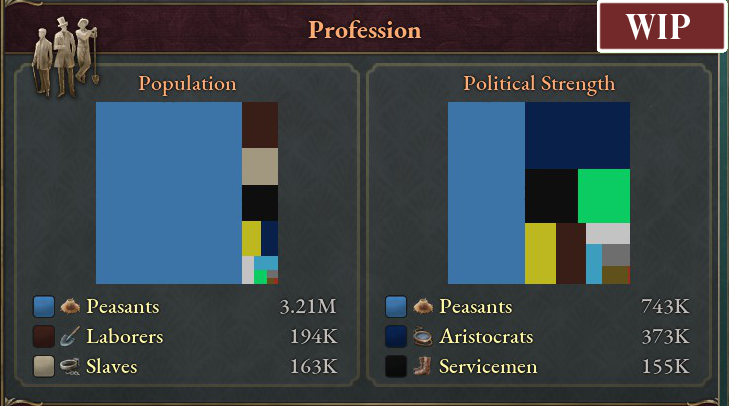 Profession
WIP
Population
Peasants 3.21M
Laborers 194K
Slaves 163K
Political Strength
Peasants 743K
Aristocrats 373K
Servicemen 155K